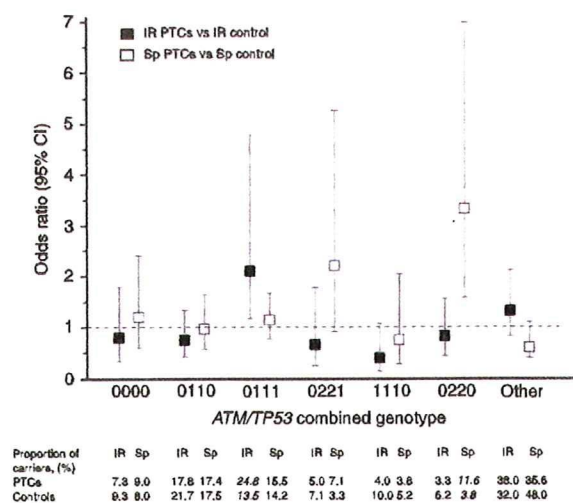 7
6
5
4
3
2
1
0
Odds ratio (95% CI)
IR PTCs vs IR control
Sp PTCs vs Sp control
0000 0110 0111 0221 1110 0220 Other
ATM/TP53 combined genotype
Proportion of carriers, (%) IR Sp IR Sp IR Sp IR Sp IR Sp IR Sp IR Sp
PTCs 7.3 9.0 17.8 17.4 24.8 15.5 5.0 7.1 4.0 3.8 3.3 11.6 38.0 35.6
Controls 9.3 8.0 21.7 17.5 13.5 14.2 7.1 3.3 10.0 5.2 6.2 3.8 32.0 48.0